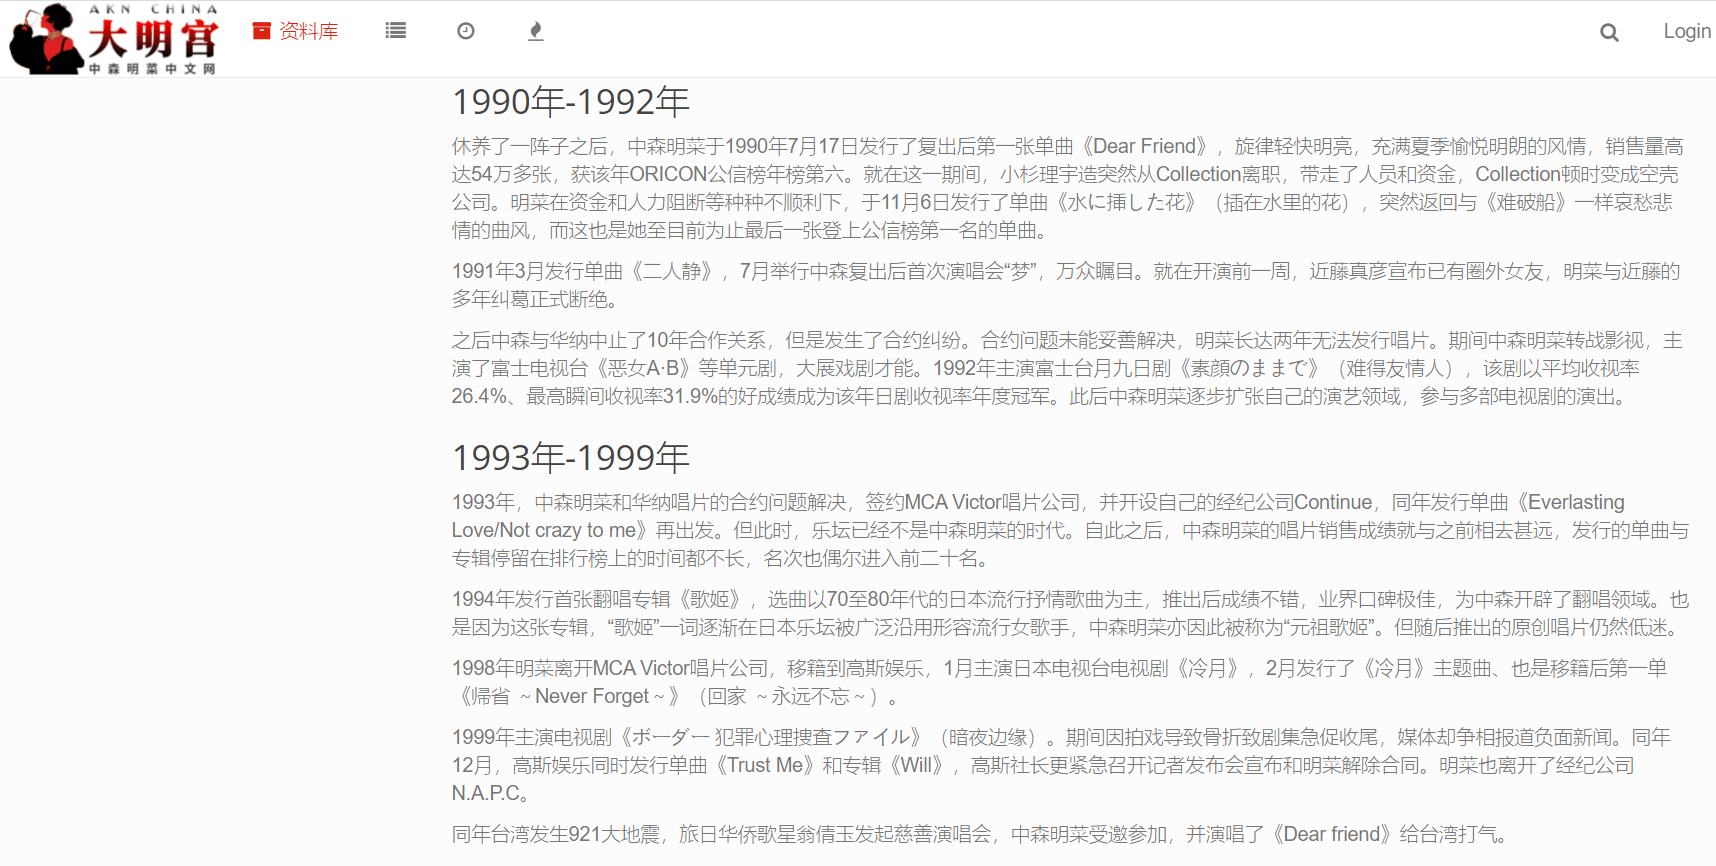 AKN CHINA
大明宫
中森明菜中文网
资料库
Login
1990年-1992年
休养了一阵子之后，中森明菜于1990年7月17日发行了复出后第一张单曲《Dear Friend》，旋律轻快明亮，充满夏季愉悦明朗的风情，销售量高
达54万多张，获该年ORICON公信榜年榜第六。就在这一期间，小杉理宇造突然从Collection离职，带走了人员和资金，Collection顿时变成空壳
公司。明菜在资金和人力阻断等种种不顺利下，于11月6日发行了单曲《水に挿した花》（插在水里的花），突然返回与《难破船》一样哀愁悲
情的曲风，而这也是她至目前为止最后一张登上公信榜第一名的单曲。
1991年3月发行单曲《二人静》，7月举行中森复出后首次演唱会“梦”，万众瞩目。就在开演前一周，近藤真彦宣布已有圈外女友，明菜与近藤的
多年纠葛正式断绝。
之后中森与华纳中止了10年合作关系，但是发生了合约纠纷。合约问题未能妥善解决，明菜长达两年无法发行唱片。期间中森明菜转战影视，主
演了富士电视台《恶女A·B》等单元剧，大展戏剧才能。1992年主演富士台月九日剧《素顔のままで》（难得友情人），该剧以平均收视率
26.4%、最高瞬间收视率31.9%的好成绩成为该年日剧收视率年度冠军。此后中森明菜逐步扩张自己的演艺领域，参与多部电视剧的演出。
1993年-1999年
1993年，中森明菜和华纳唱片的合约问题解决，签约MCA Victor唱片公司，并开设自己的经纪公司Continue，同年发行单曲《Everlasting
Love/Not crazy to me》再出发。但此时，乐坛已经不是中森明菜的时代。自此之后，中森明菜的唱片销售成绩就与之前相去甚远，发行的单曲与
专辑停留在排行榜上的时间都不长，名次也偶尔进入前二十名。
1994年发行首张翻唱专辑《歌姬》，选曲以70至80年代的日本流行抒情歌曲为主，推出后成绩不错，业界口碑极佳，为中森开辟了翻唱领域。也
是因为这张专辑，“歌姬”一词逐渐在日本乐坛被广泛沿用形容流行女歌手，中森明菜亦因此被称为“元祖歌姬”。但随后推出的原创唱片仍然低迷。
1998年明菜离开MCA Victor唱片公司，移籍到高斯娱乐，1月主演日本电视台电视剧《冷月》，2月发行了《冷月》主题曲、也是移籍后第一单
《帰省 ～Never Forget～》（回家 ～永远不忘～）。
1999年主演电视剧《ボーダー 犯罪心理捜査ファイル》（暗夜边缘）。期间因拍戏导致骨折致剧集急促收尾，媒体却争相报道负面新闻。同年
12月，高斯娱乐同时发行单曲《Trust Me》和专辑《Will》，高斯社长更紧急召开记者发布会宣布和明菜解除合同。明菜也离开了经纪公司
N.A.P.C。
同年台湾发生921大地震，旅日华侨歌星翁倩玉发起慈善演唱会，中森明菜受邀参加，并演唱了《Dear friend》给台湾打气。